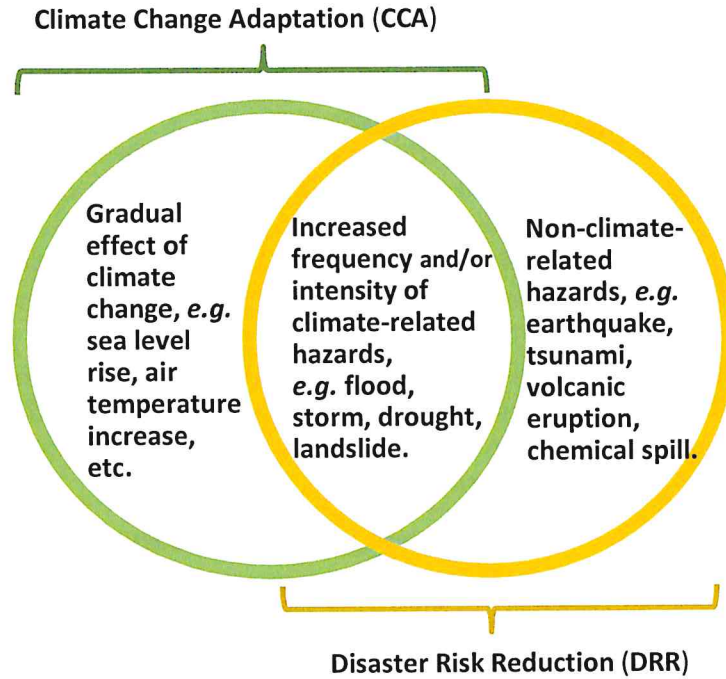 Climate Change Adaptation (CCA)
Gradual
effect of
climate
change, e.g.
sea level
rise, air
temperature
increase,
etc.
Increased
frequency and/or
intensity of
climate-related
hazards,
e.g. flood,
storm, drought,
landslide.
Non-climate-
related
hazards, e.g.
earthquake,
tsunami,
volcanic
eruption,
chemical spill.
Disaster Risk Reduction (DRR)